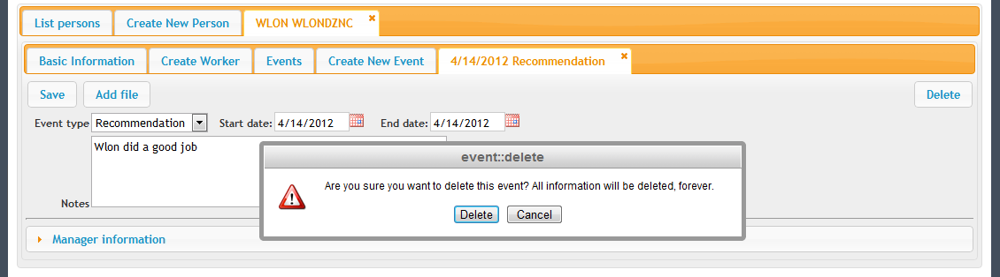 List persons Create New Person WLON WLONDZNC
Basic Information Create Worker Events Create New Event 4/14/2012 Recommendation
Save Add file Delete
Event type Recommendation Start date: 4/14/2012 End date: 4/14/2012
Wlon did a good job
Notes
event::delete
Are you sure you want to delete this event? All information will be deleted, forever.
Delete Cancel
Manager information